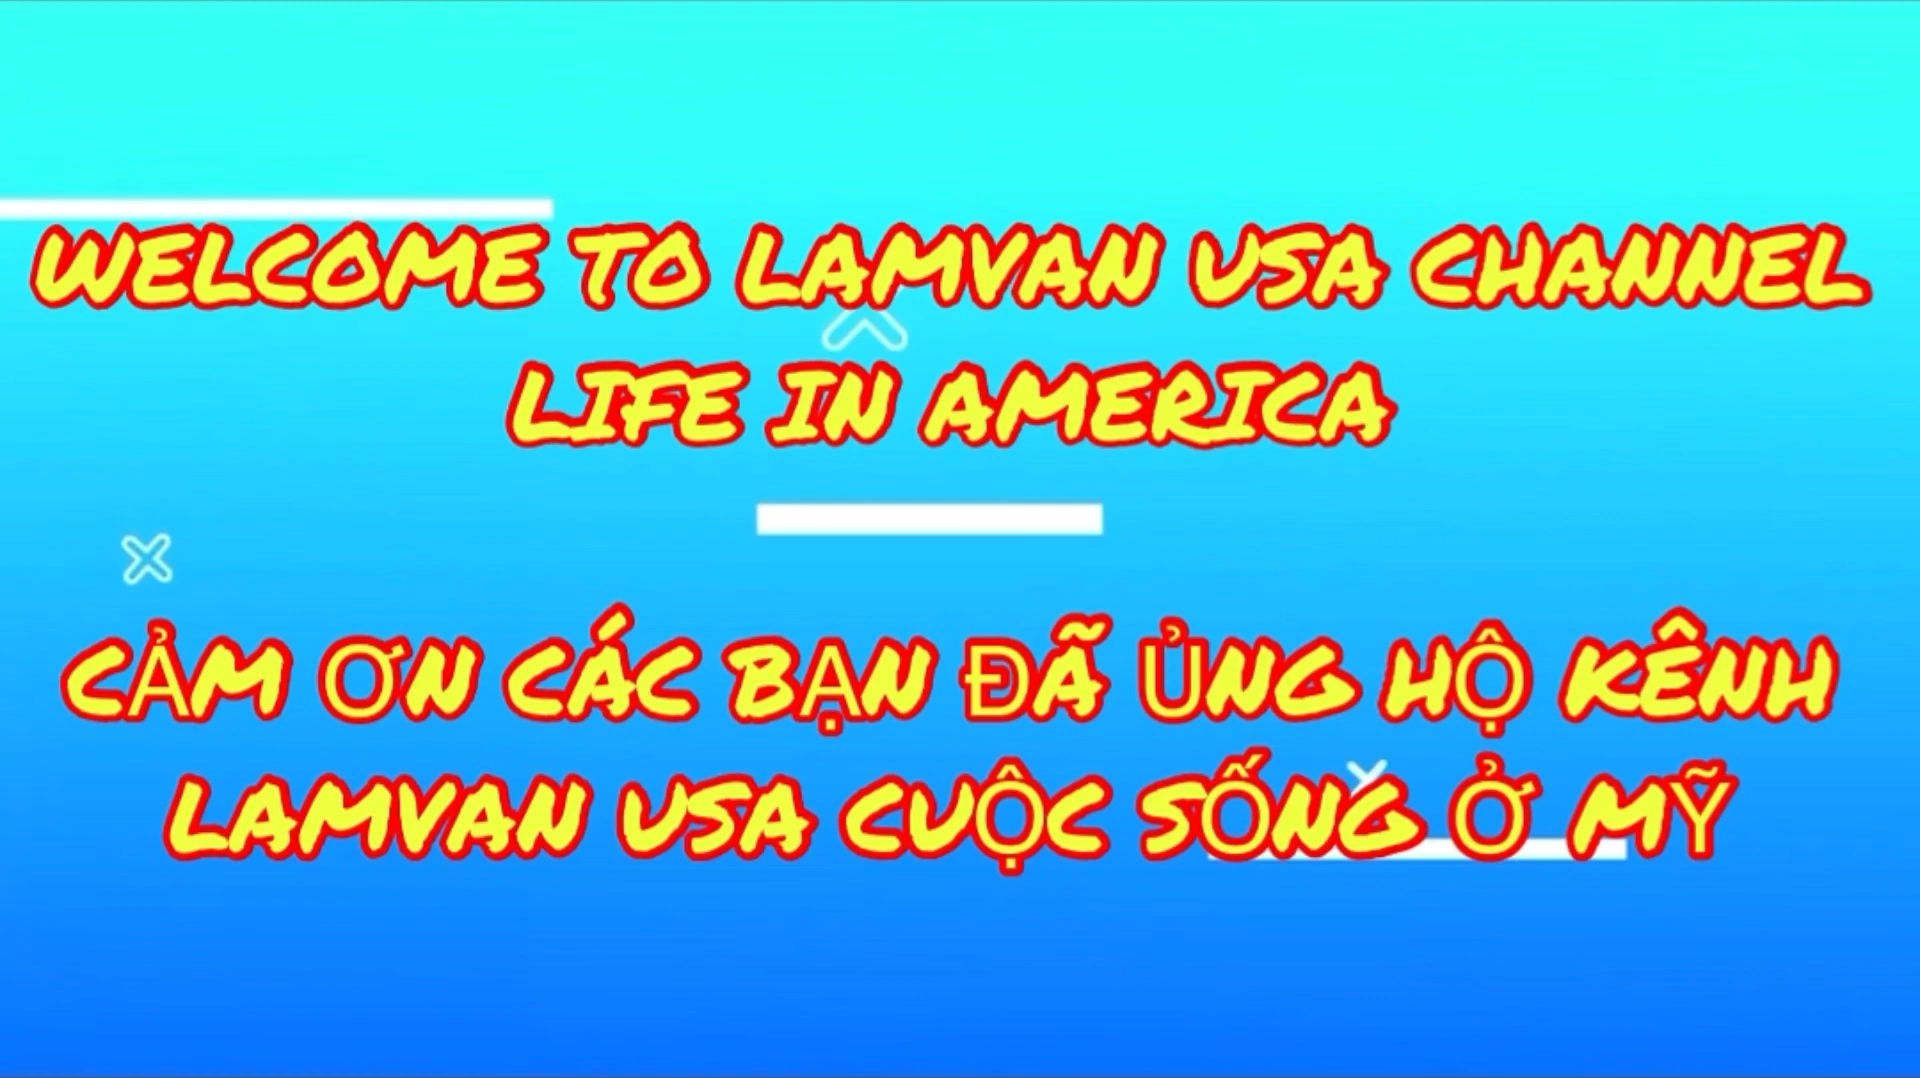 WELCOME TO LAMVAN USA CHANNEL
LIFE IN AMERICA
CẢM ƠN CÁC BẠN ĐÃ ỦNG HỘ KÊNH
LAMVAN USA CUỘC SỐNG Ở MỸ